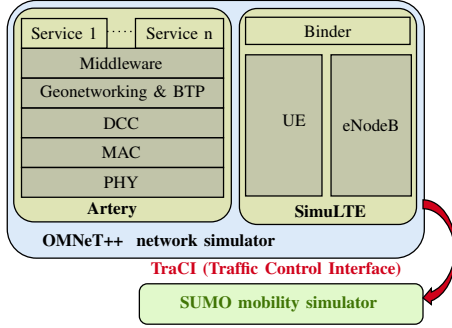 Service 1 ..... Service n
Middleware
Geonetworking & BTP
DCC
MAC
PHY
Artery
Binder
UE
eNodeB
SimuLTE
OMNeT++ network simulator
TraCI (Traffic Control Interface)
SUMO mobility simulator